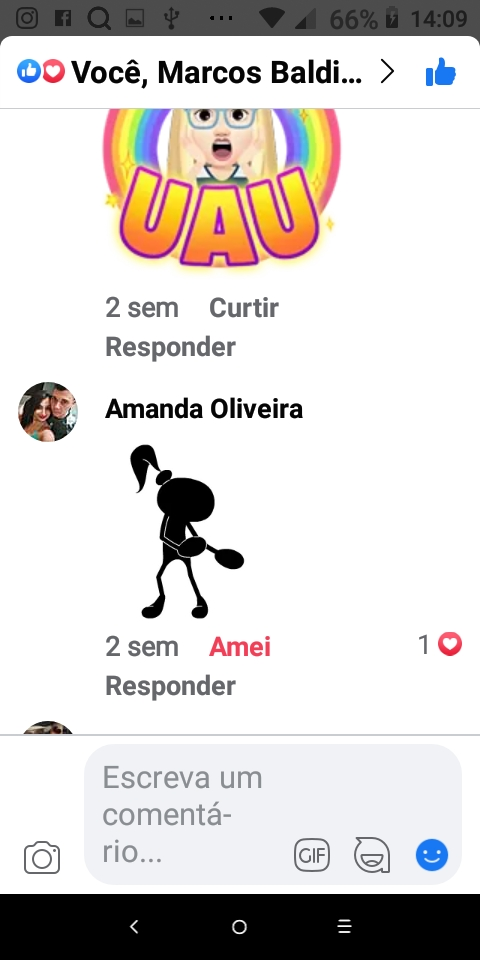 66% 14:09
Você, Marcos Baldi...
UAU
2 sem Curtir
Responder
Amanda Oliveira
2 sem Amei 1
Responder
Escreva um
comentá-
rio...
GIF